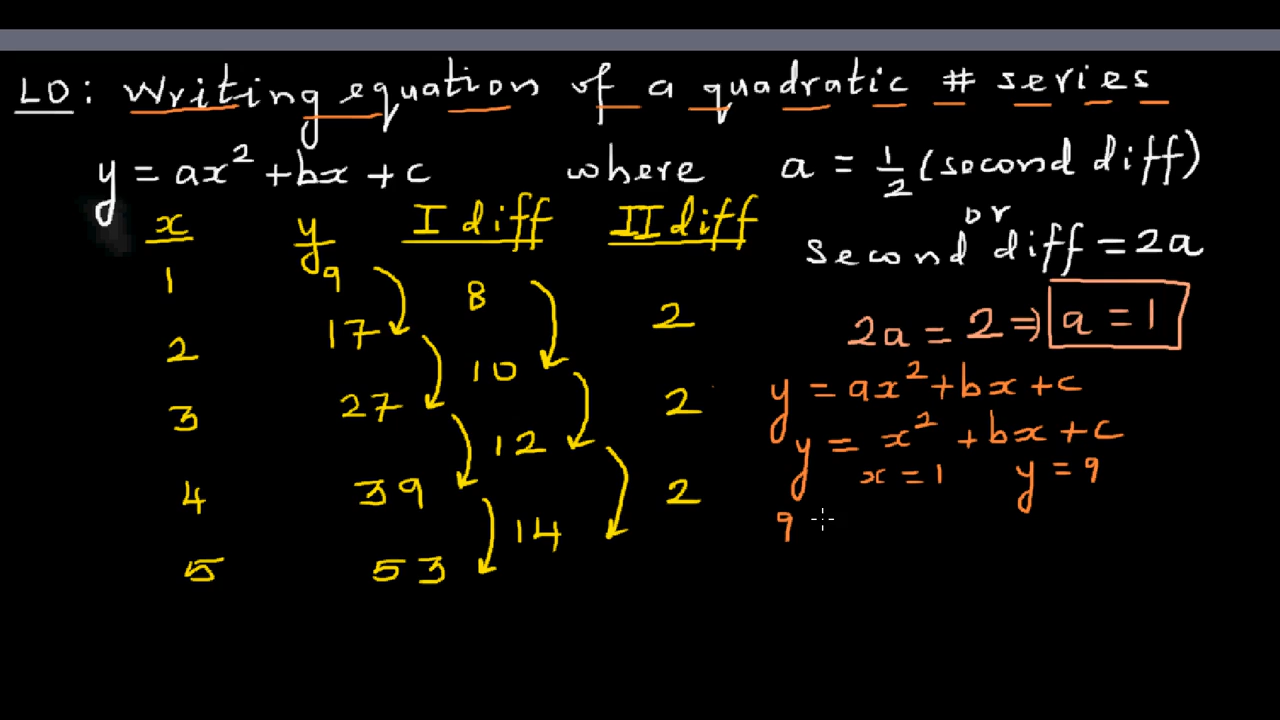 LO: Writing equation of a quadratic # series
y = ax² + bx + c where a = 1/2 (second diff)
or
x y I diff II diff second diff = 2a
1 9 8 2
2a = 2 ⇒ a = 1
2 17 10 2
y = ax² + bx + c
3 27 12 2
y = x² + bx + c
x = 1 y = 9
4 39 14
9
5 53